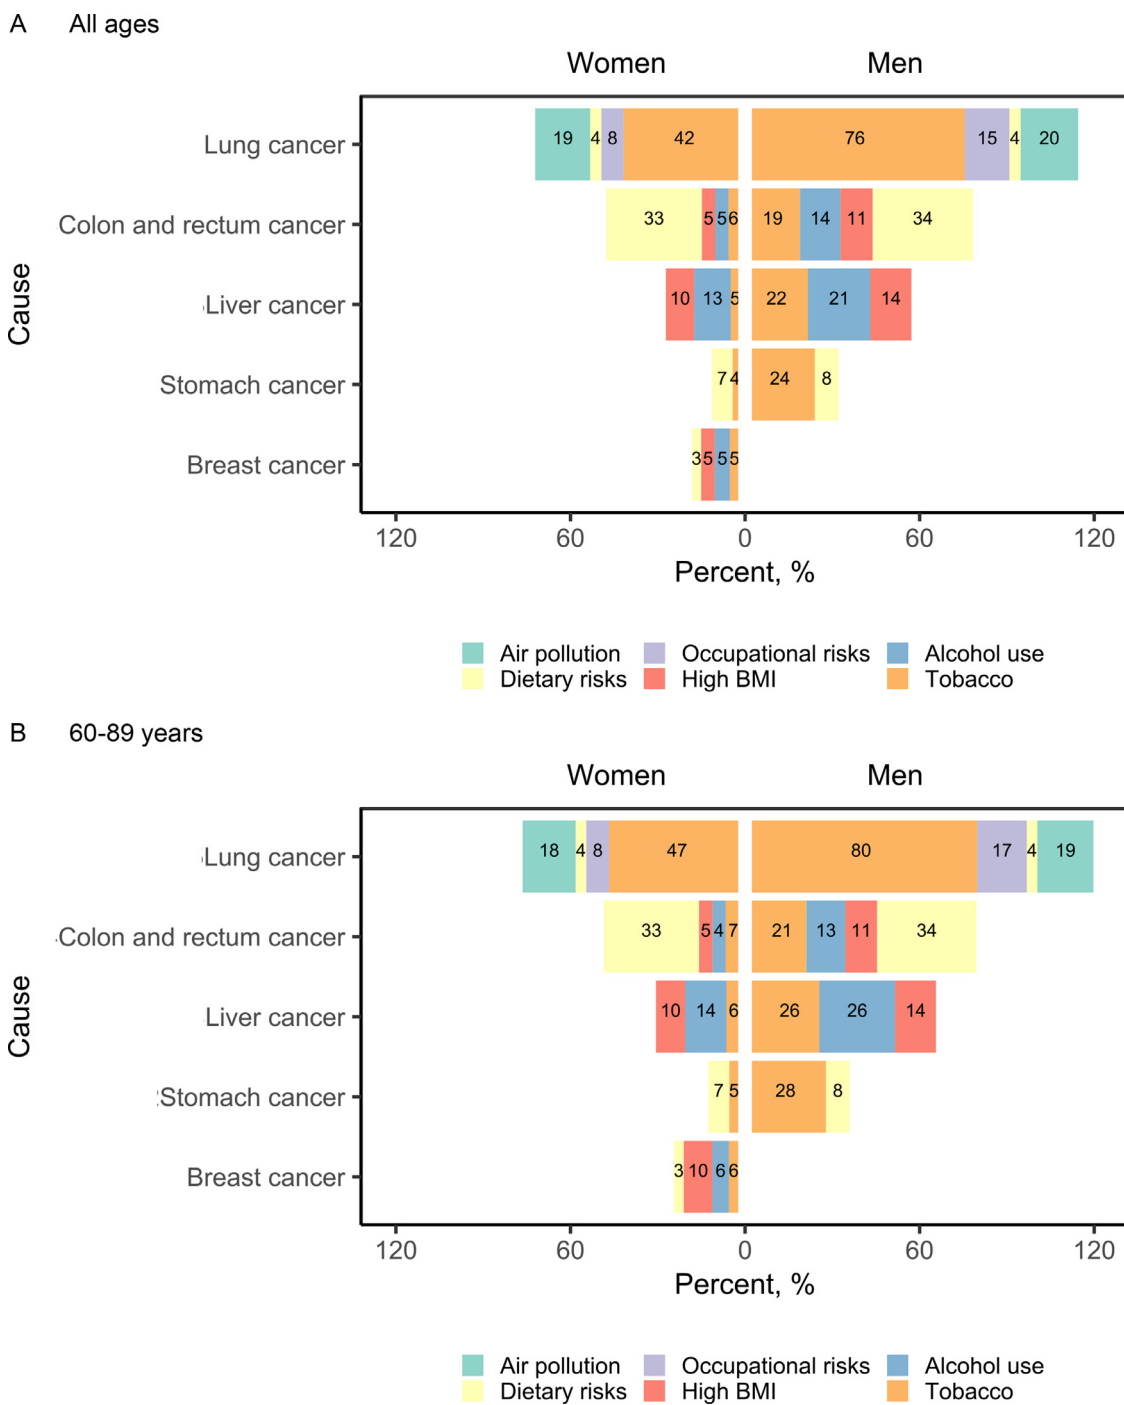 A All ages
Women Men
Lung cancer 19 4 8 42 76 15 4 20
Colon and rectum cancer 33 5 5 6 19 14 11 34
Liver cancer 10 13 5 22 21 14
Stomach cancer 7 4 24 8
Breast cancer 3 5 5 5
Cause
120 60 0 60 120
Percent, %
Air pollution Occupational risks Alcohol use
Dietary risks High BMI Tobacco
B 60-89 years
Women Men
Lung cancer 18 4 8 47 80 17 4 19
Colon and rectum cancer 33 5 4 7 21 13 11 34
Liver cancer 10 14 6 26 26 14
Stomach cancer 7 5 28 8
Breast cancer 3 10 6 6
Cause
120 60 0 60 120
Percent, %
Air pollution Occupational risks Alcohol use
Dietary risks High BMI Tobacco